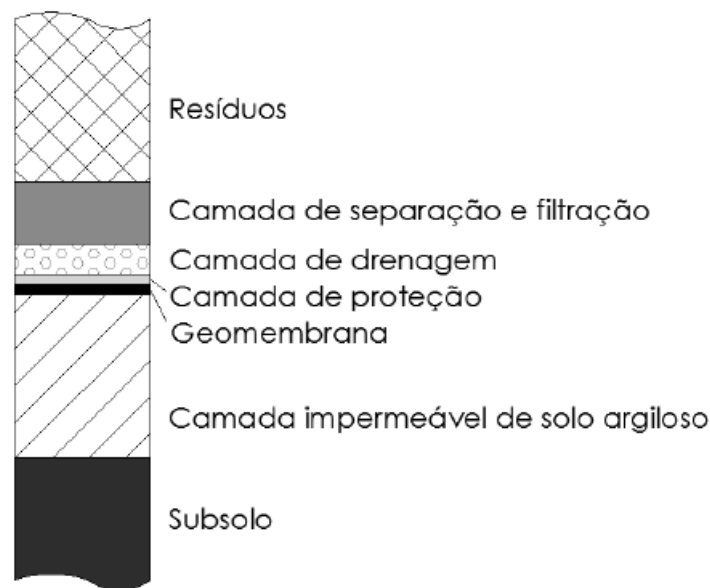 Resíduos
Camada de separação e filtração
Camada de drenagem
Camada de proteção
Geomembrana
Camada impermeável de solo argiloso
Subsolo